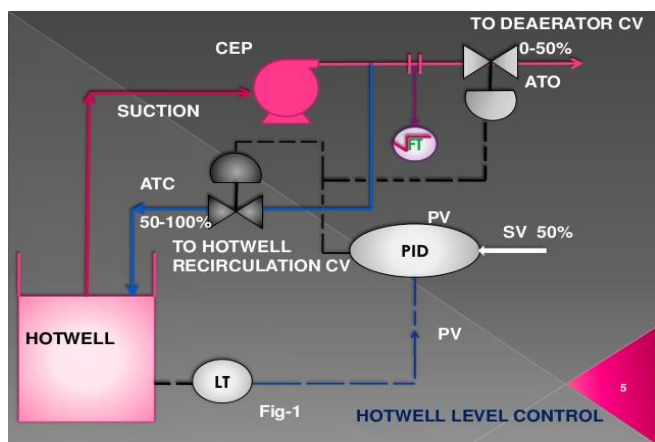 TO DEAERATOR CV
CEP
0-50%
ATO
SUCTION
FT
ATC
50-100%
PV
SV 50%
TO HOTWELL
RECIRCULATION CV
PID
HOTWELL
PV
LT
5
Fig-1
HOTWELL LEVEL CONTROL